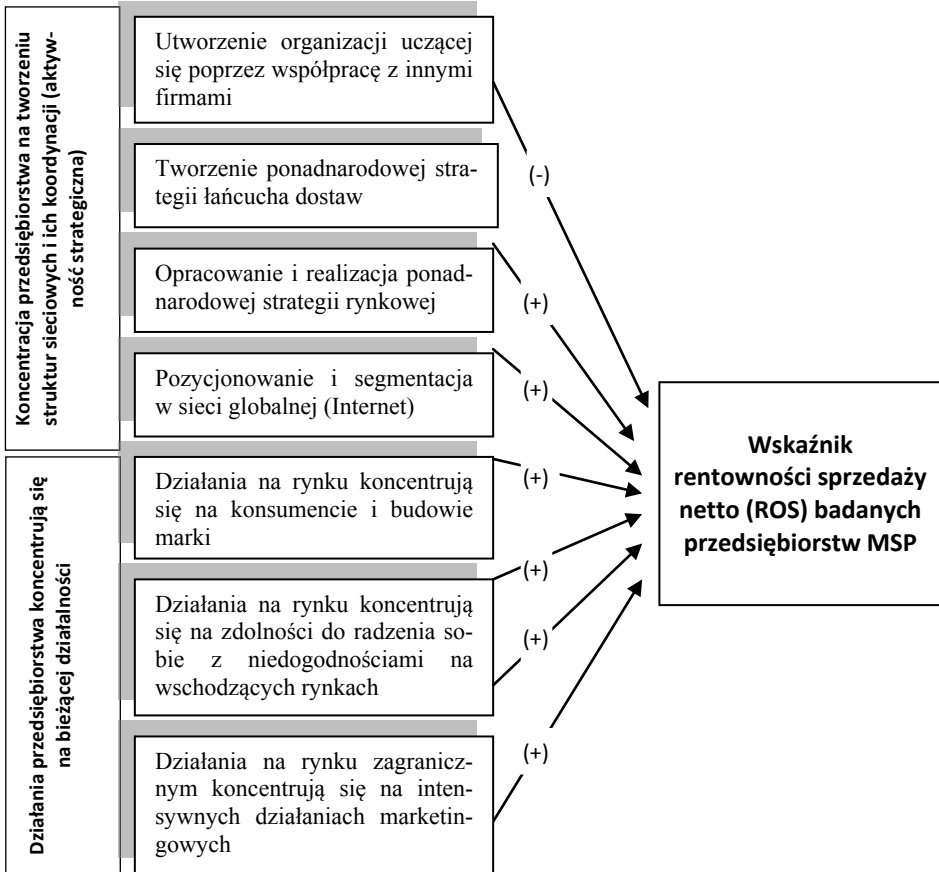 Koncentracja przedsiębiorstwa na tworzeniu
struktur sieciowych i ich koordynacji (aktyw-
ność strategiczna)
Utworzenie organizacji uczącej
się poprzez współpracę z innymi
firmami
Tworzenie ponadnarodowej stra-
tegii łańcucha dostaw
Opracowanie i realizacja ponad-
narodowej strategii rynkowej
Pozycjonowanie i segmentacja
w sieci globalnej (Internet)
Działania przedsiębiorstwa koncentrują się
na bieżącej działalności
Działania na rynku koncentrują
się na konsumencie i budowie
marki
Działania na rynku koncentrują
się na zdolności do radzenia so-
bie z niedogodnościami na
wschodzących rynkach
Działania na rynku zagranicz-
nym koncentrują się na inten-
sywnych działaniach marketin-
gowych
(-)
(+)
(+)
(+)
(+)
(+)
(+)
Wskaźnik
rentowności sprzedaży
netto (ROS) badanych
przedsiębiorstw MSP